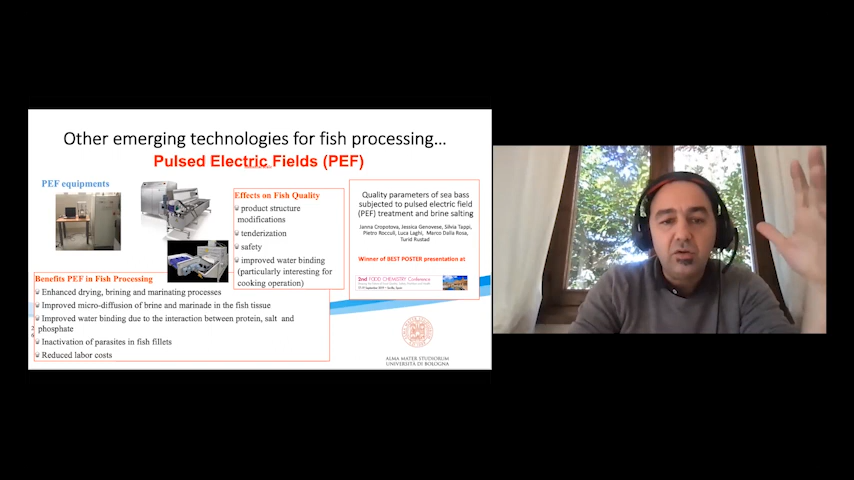 Other emerging technologies for fish processing...
Pulsed Electric Fields (PEF)
PEF equipments
Effects on Fish Quality
product structure
modifications
tenderization
safety
improved water binding
(particularly interesting for
cooking operation)
Quality parameters of sea bass
subjected to pulsed electric field
(PEF) treatment and brine salting
Janna Cropotova, Jessica Genovese, Silvia Tappi,
Pietro Rocculi, Luca Laghi, Marco Dalla Rosa,
Turid Rustad
Winner of BEST POSTER presentation at
2nd FOOD CHEMISTRY Conference
Benefits PEF in Fish Processing
Enhanced drying, brining and marinating processes
Improved micro-diffusion of brine and marinade in the fish tissue
Improved water binding due to the interaction between protein, salt and
phosphate
Inactivation of parasites in fish fillets
Reduced labor costs
ALMA MATER STUDIORUM
UNIVERSITÀ DI BOLOGNA